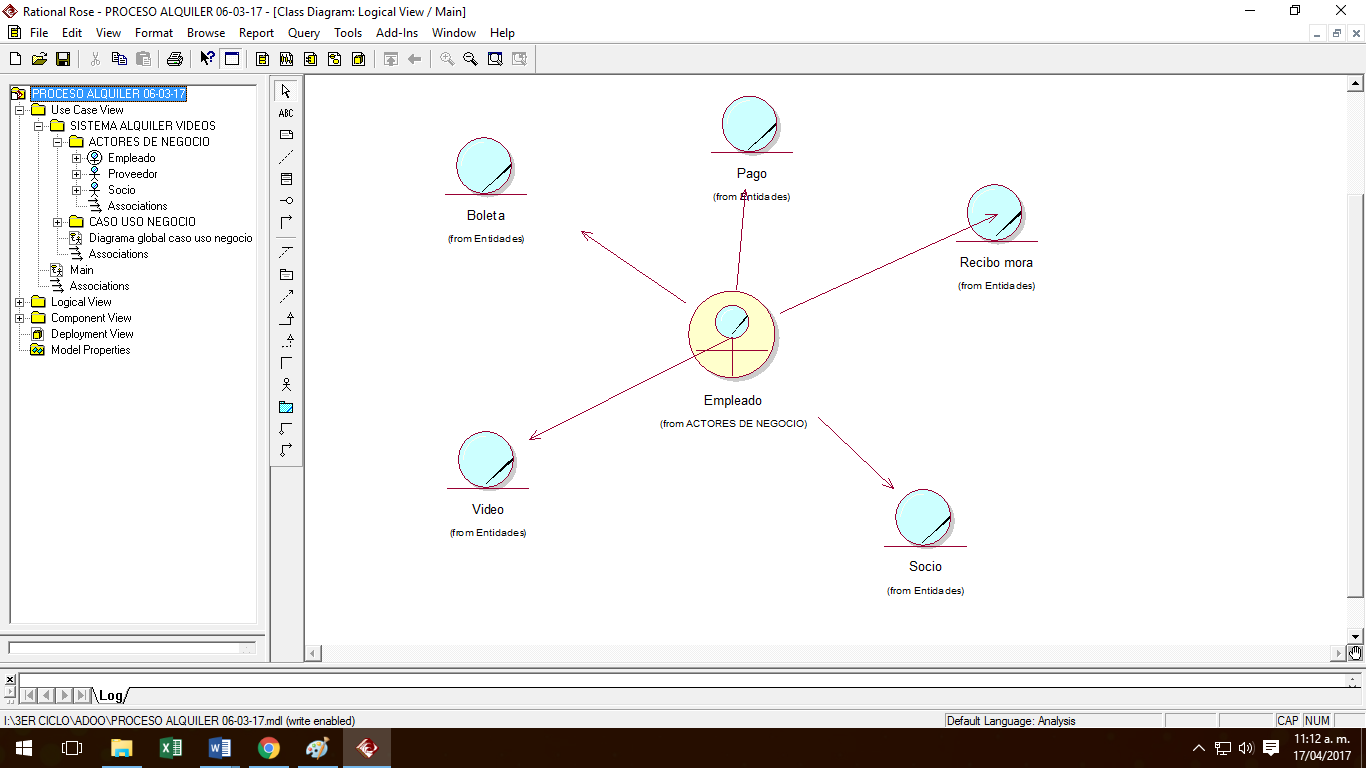 Rational Rose - PROCESO ALQUILER 06-03-17 - [Class Diagram: Logical View / Main]
File Edit View Format Browse Report Query Tools Add-Ins Window Help
PROCESO ALQUILER 06-03-17
Use Case View
SISTEMA ALQUILER VIDEOS
ACTORES DE NEGOCIO
Empleado
Proveedor
Socio
Associations
CASO USO NEGOCIO
Diagrama global caso uso negocio
Associations
Main
Associations
Logical View
Component View
Deployment View
Model Properties
ABC
Pago
(from Entidades)
Boleta
(from Entidades)
Recibo mora
(from Entidades)
Empleado
(from ACTORES DE NEGOCIO)
Video
(from Entidades)
Socio
(from Entidades)
Log
I:\3ER CICLO\ADOO\PROCESO ALQUILER 06-03-17.mdl (write enabled)
Default Language: Analysis
CAP NUM
11:12 a. m.
17/04/2017